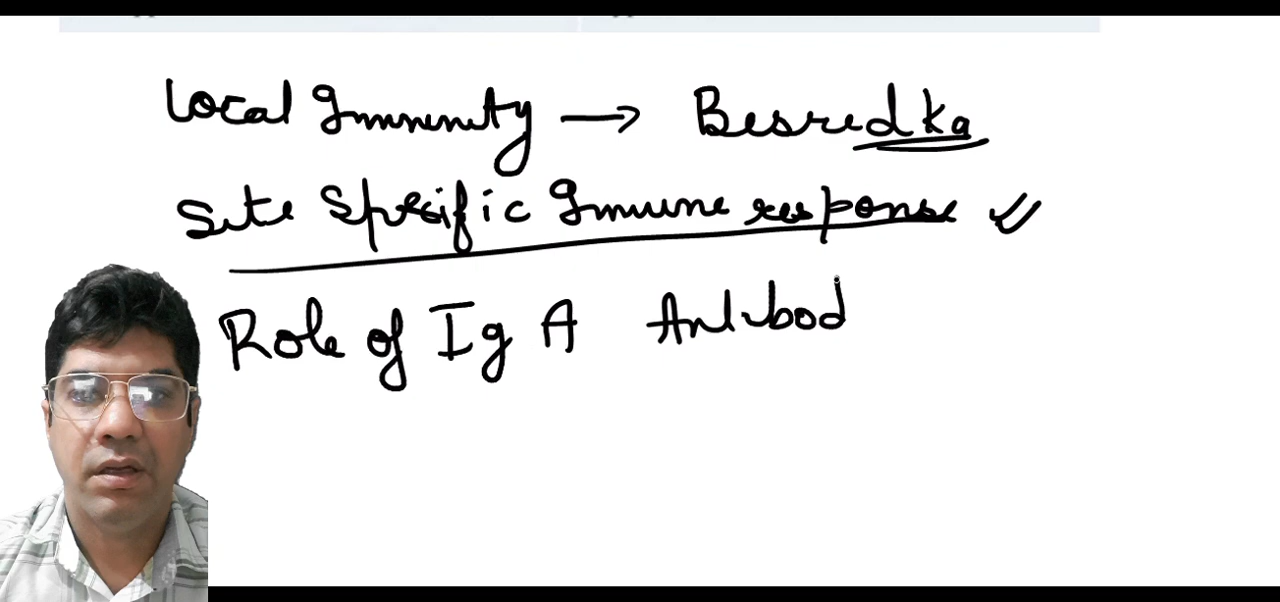 Local Immunity → Besredka
Site Specific Immune response
Role of Ig A Antibod